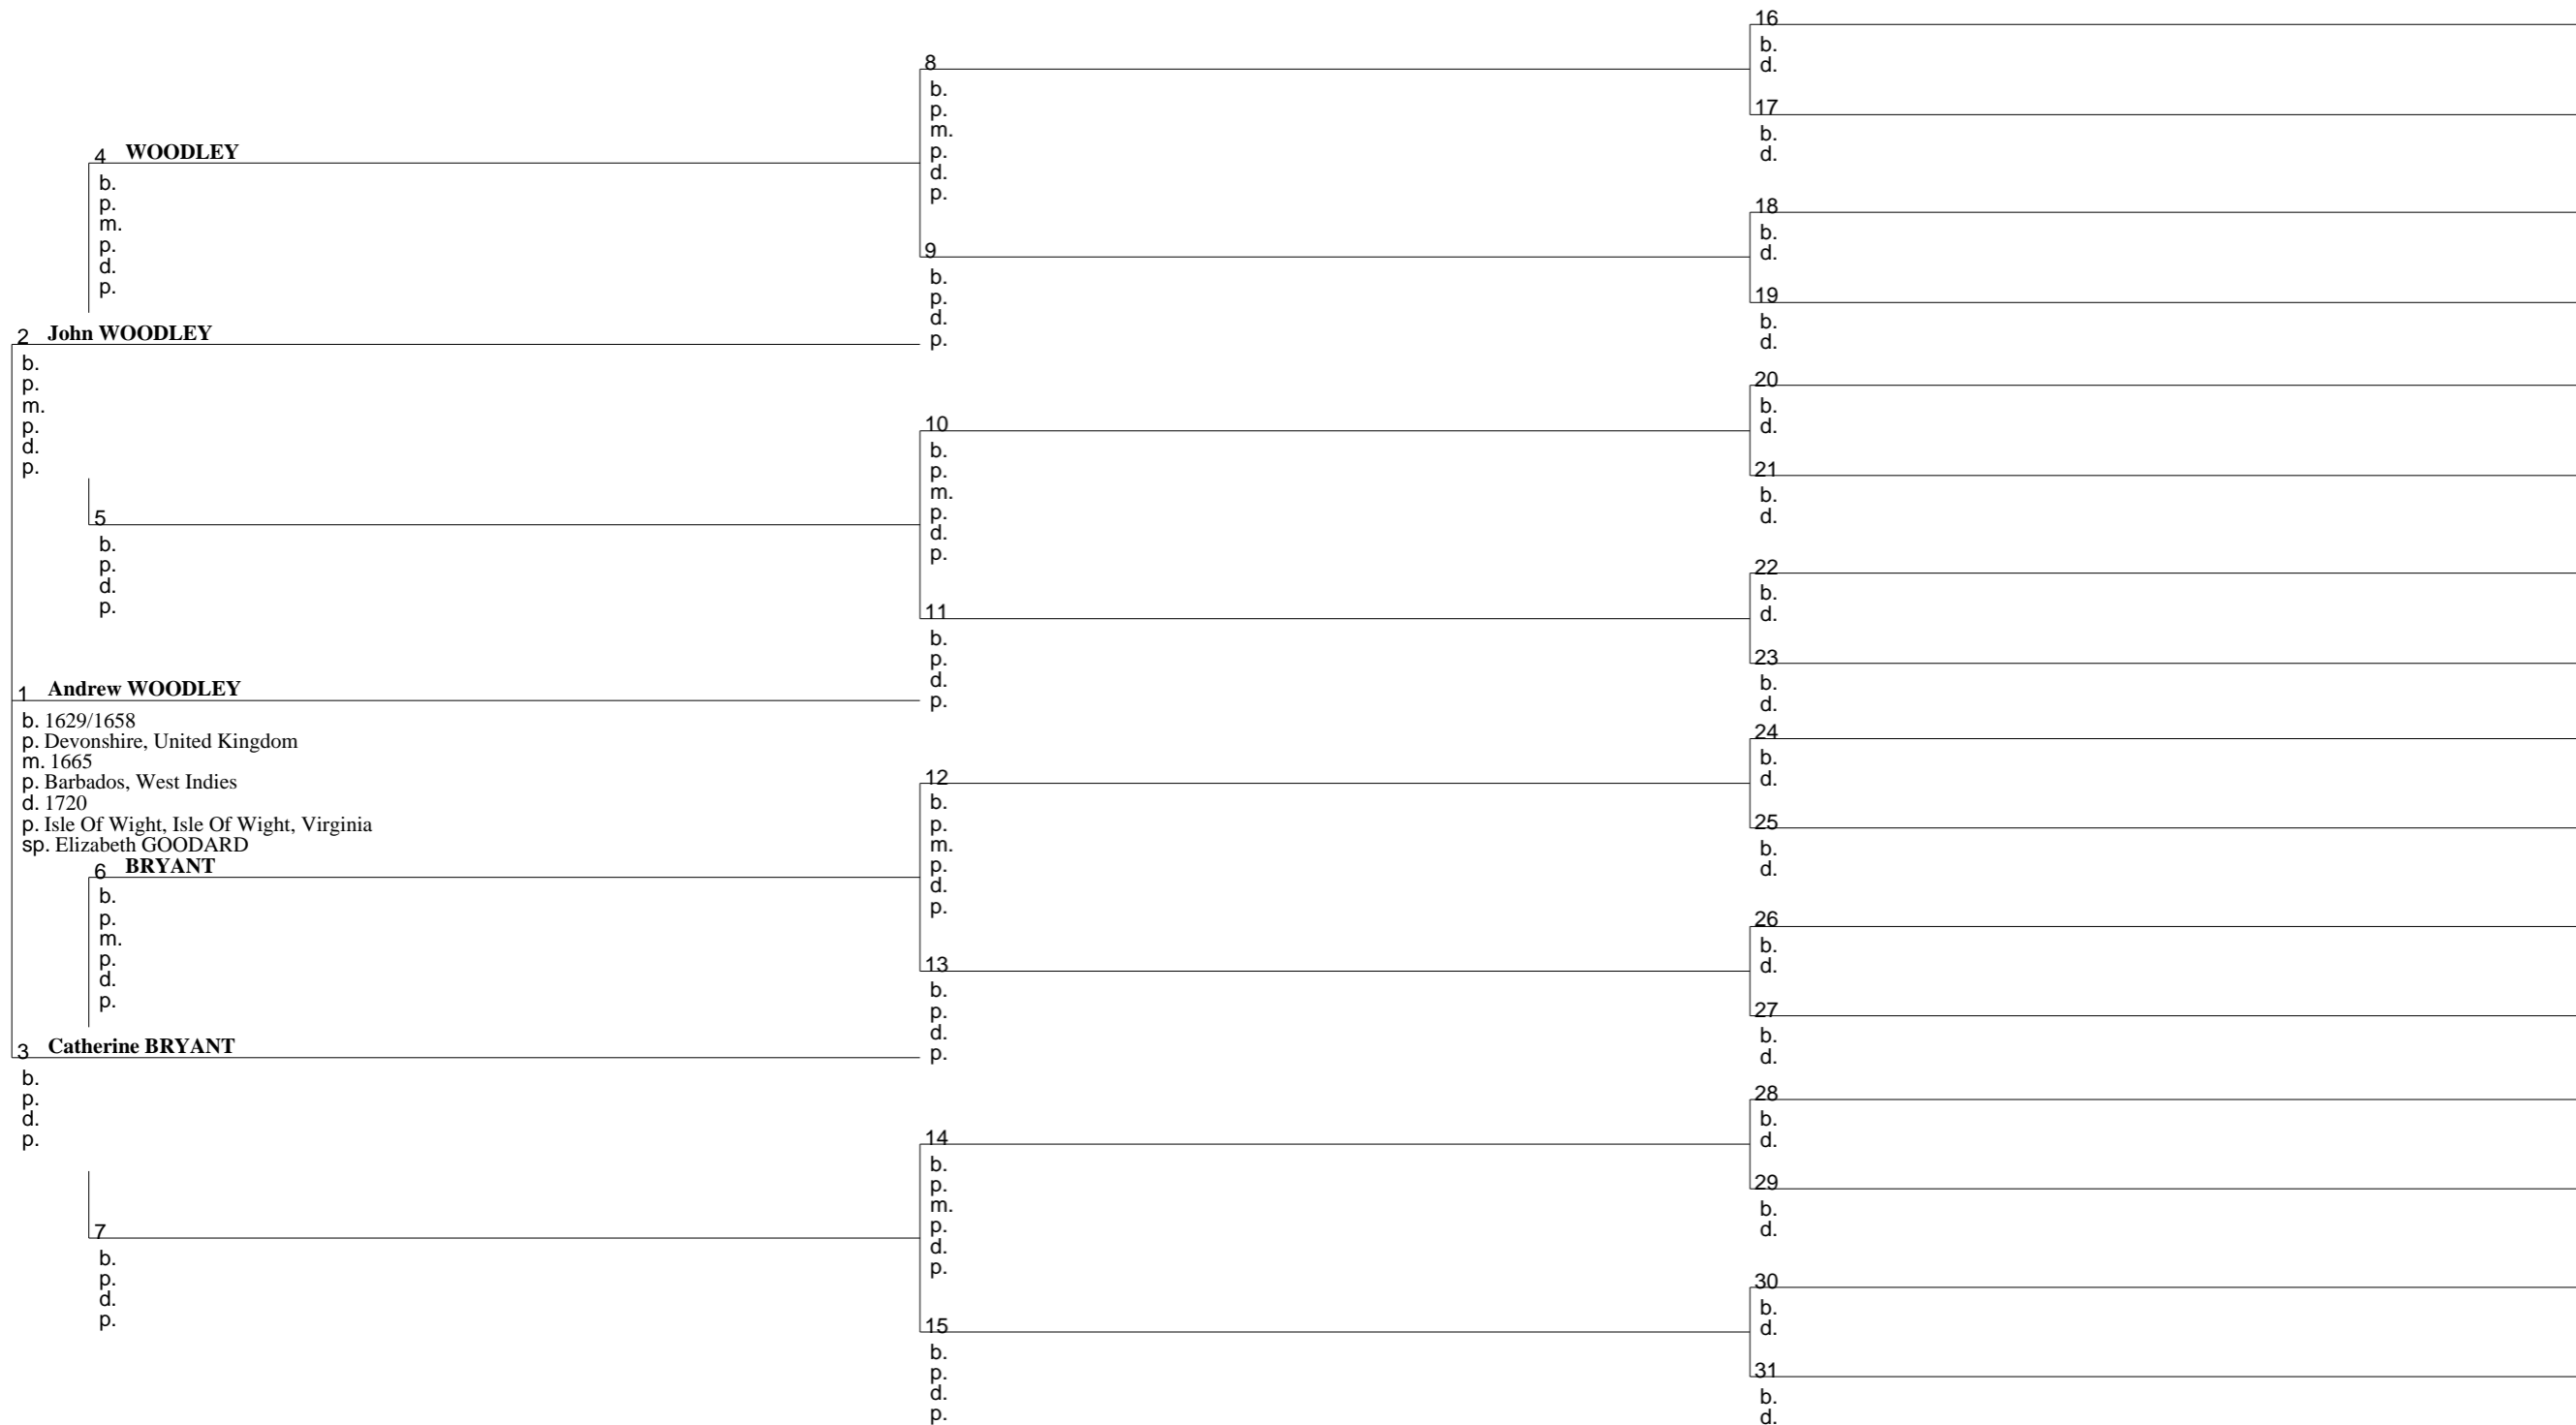 4 WOODLEY
b.
p.
m.
p.
d.
p.
2 John WOODLEY
b.
p.
m.
p.
d.
p.
5
b.
p.
d.
p.
1 Andrew WOODLEY
b. 1629/1658
p. Devonshire, United Kingdom
m. 1665
p. Barbados, West Indies
d. 1720
p. Isle Of Wight, Isle Of Wight, Virginia
sp. Elizabeth GOODARD
6 BRYANT
b.
p.
m.
p.
d.
p.
3 Catherine BRYANT
b.
p.
d.
p.
7
b.
p.
d.
p.
8
b.
p.
m.
p.
d.
p.
9
b.
p.
d.
p.
10
b.
p.
m.
p.
d.
p.
11
b.
p.
d.
p.
12
b.
p.
m.
p.
d.
p.
13
b.
p.
d.
p.
14
b.
p.
m.
p.
d.
p.
15
b.
p.
d.
p.
16
b.
d.
17
b.
d.
18
b.
d.
19
b.
d.
20
b.
d.
21
b.
d.
22
b.
d.
23
b.
d.
24
b.
d.
25
b.
d.
26
b.
d.
27
b.
d.
28
b.
d.
29
b.
d.
30
b.
d.
31
b.
d.